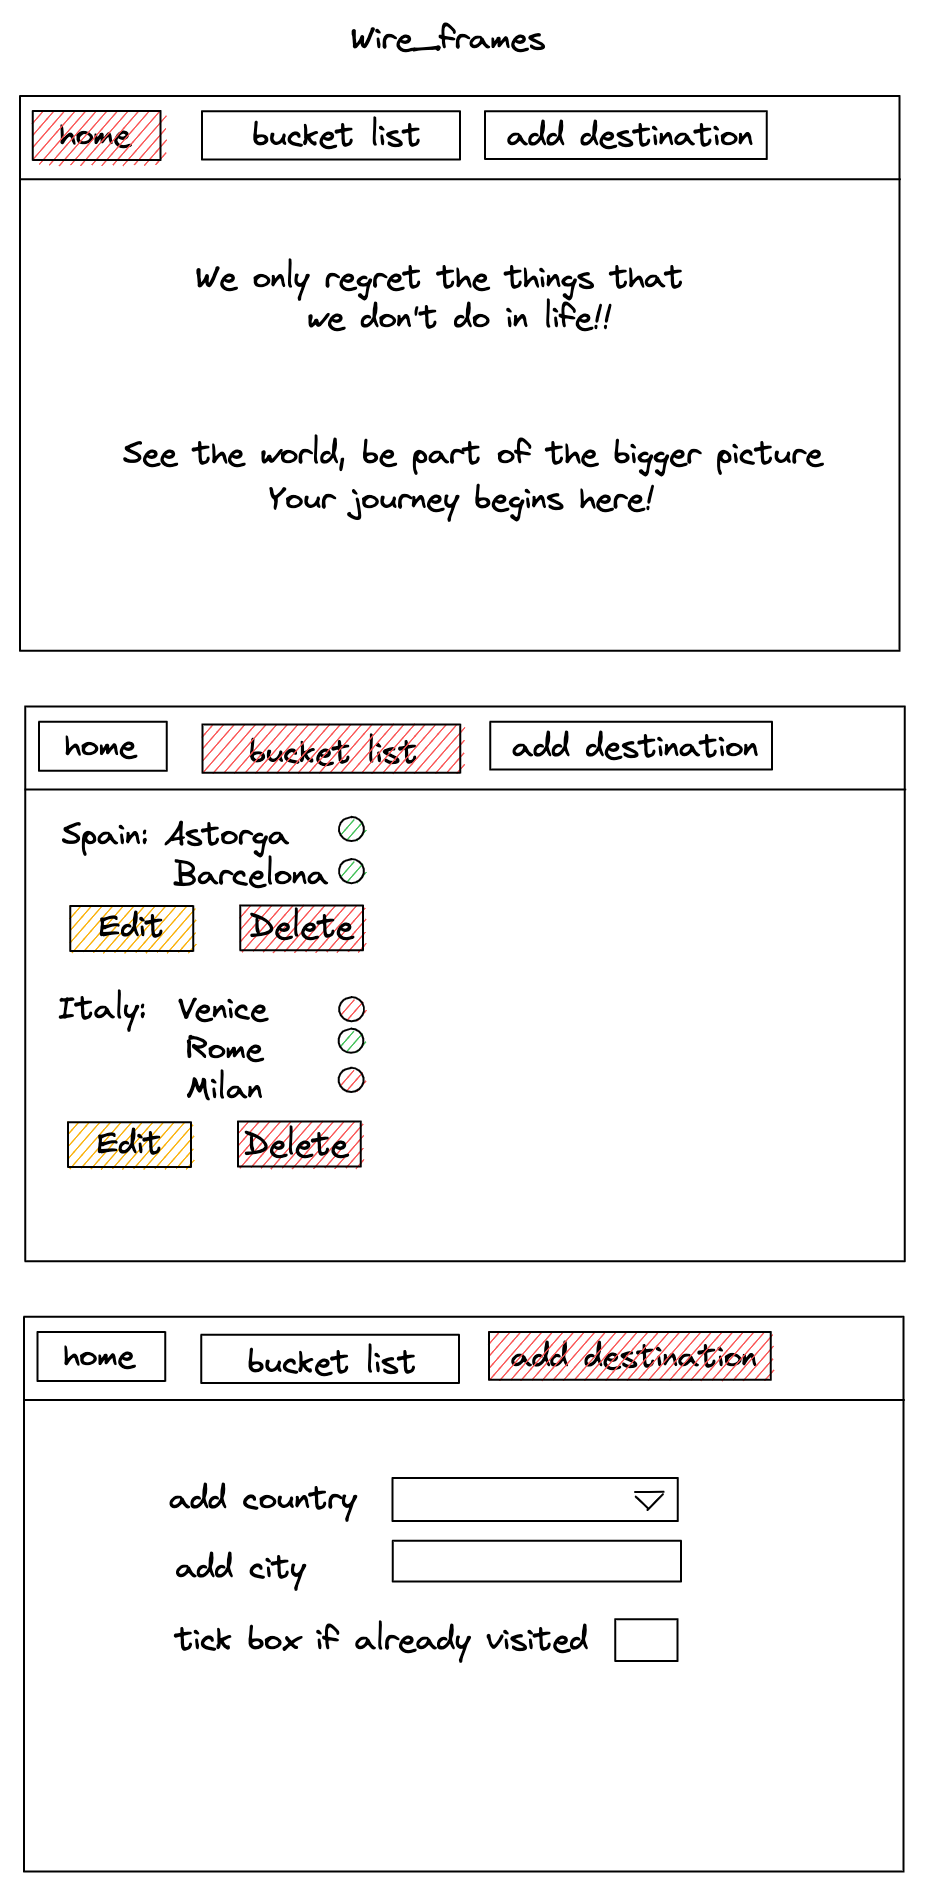 Wire_frames
home bucket list add destination
We only regret the things that
we don't do in life!!
See the world, be part of the bigger picture
Your journey begins here!
home bucket list add destination
Spain: Astorga
Barcelona
Edit Delete
Italy: Venice
Rome
Milan
Edit Delete
home bucket list add destination
add country
add city
tick box if already visited